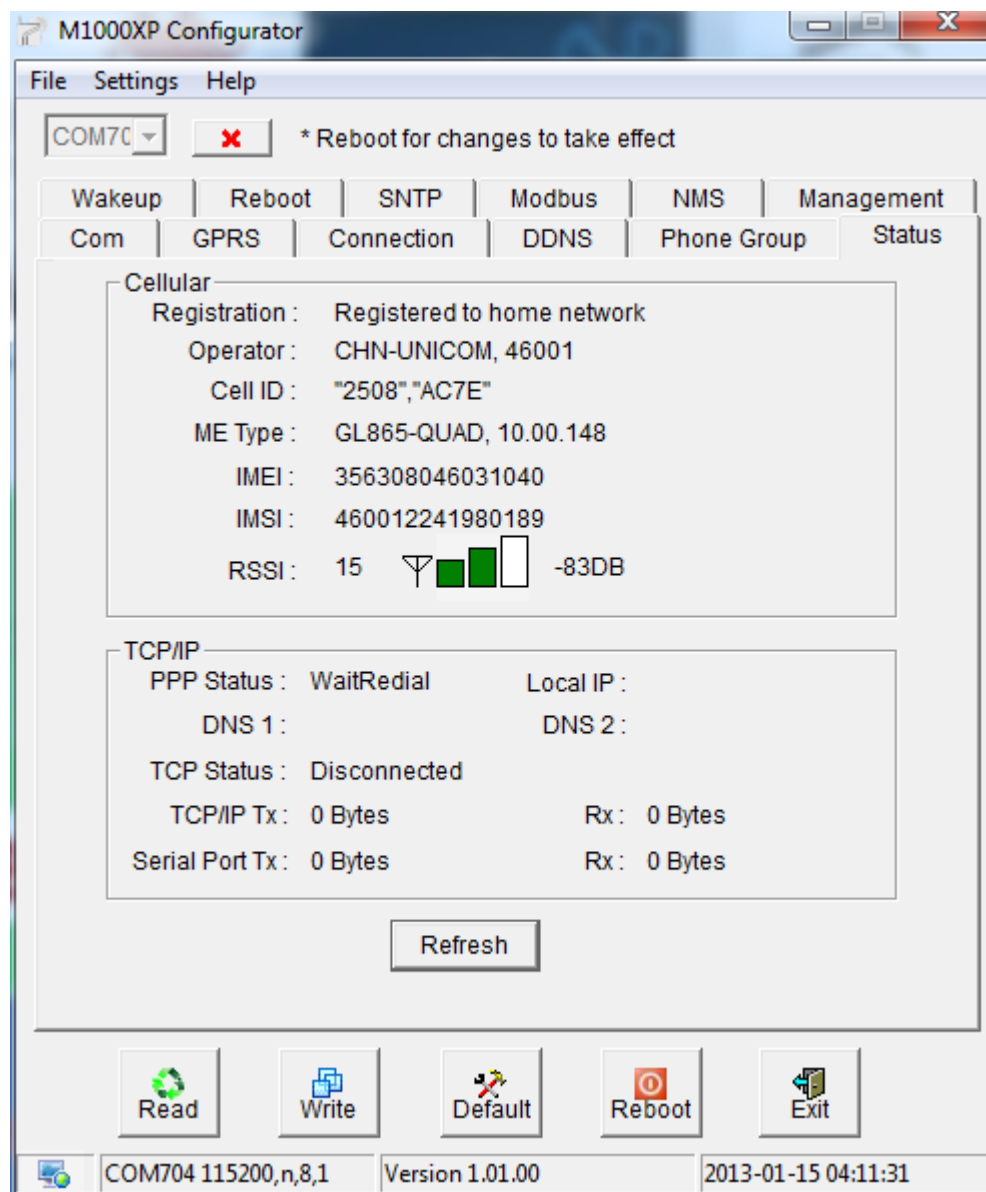 M1000XP Configurator
File Settings Help
COM70 * Reboot for changes to take effect
Wakeup Reboot SNTP Modbus NMS Management
Com GPRS Connection DDNS Phone Group Status
Cellular
Registration : Registered to home network
Operator : CHN-UNICOM, 46001
Cell ID : "2508","AC7E"
ME Type : GL865-QUAD, 10.00.148
IMEI : 356308046031040
IMSI : 460012241980189
RSSI : 15 -83DB
TCP/IP
PPP Status : WaitRedial Local IP :
DNS 1 : DNS 2 :
TCP Status : Disconnected
TCP/IP Tx : 0 Bytes Rx : 0 Bytes
Serial Port Tx : 0 Bytes Rx : 0 Bytes
Refresh
Read Write Default Reboot Exit
COM704 115200,n,8,1 Version 1.01.00 2013-01-15 04:11:31